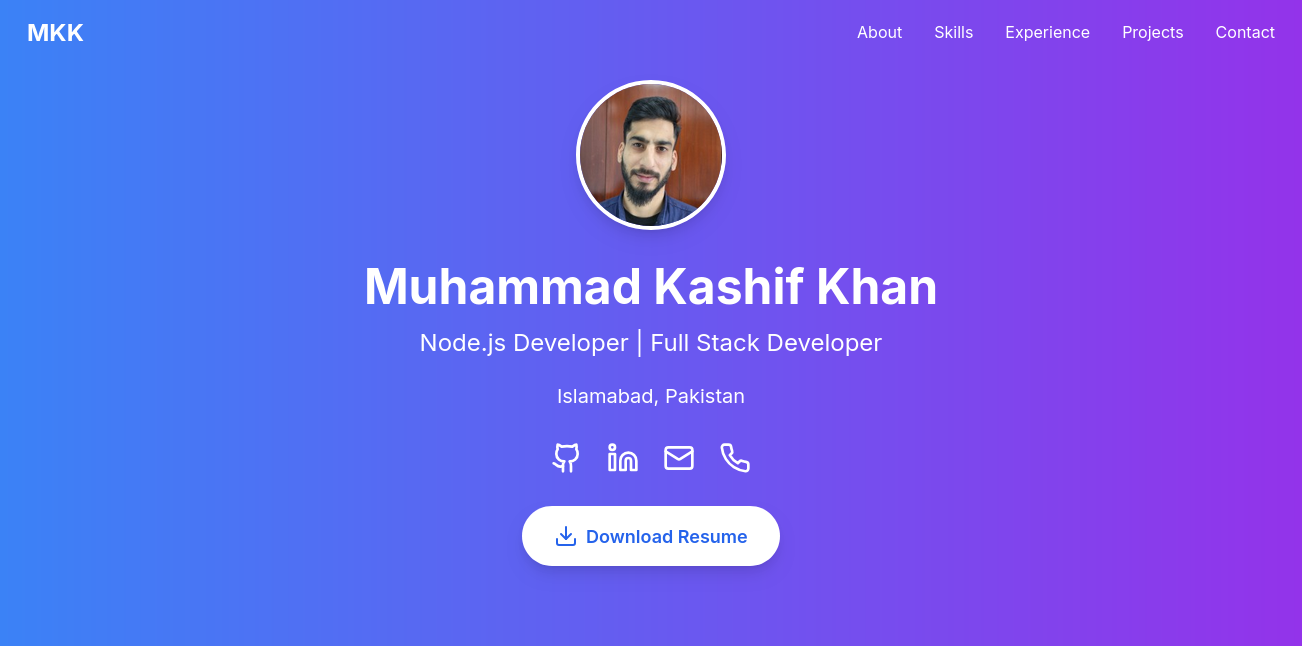 MKK
About Skills Experience Projects Contact
Muhammad Kashif Khan
Node.js Developer | Full Stack Developer
Islamabad, Pakistan
Download Resume